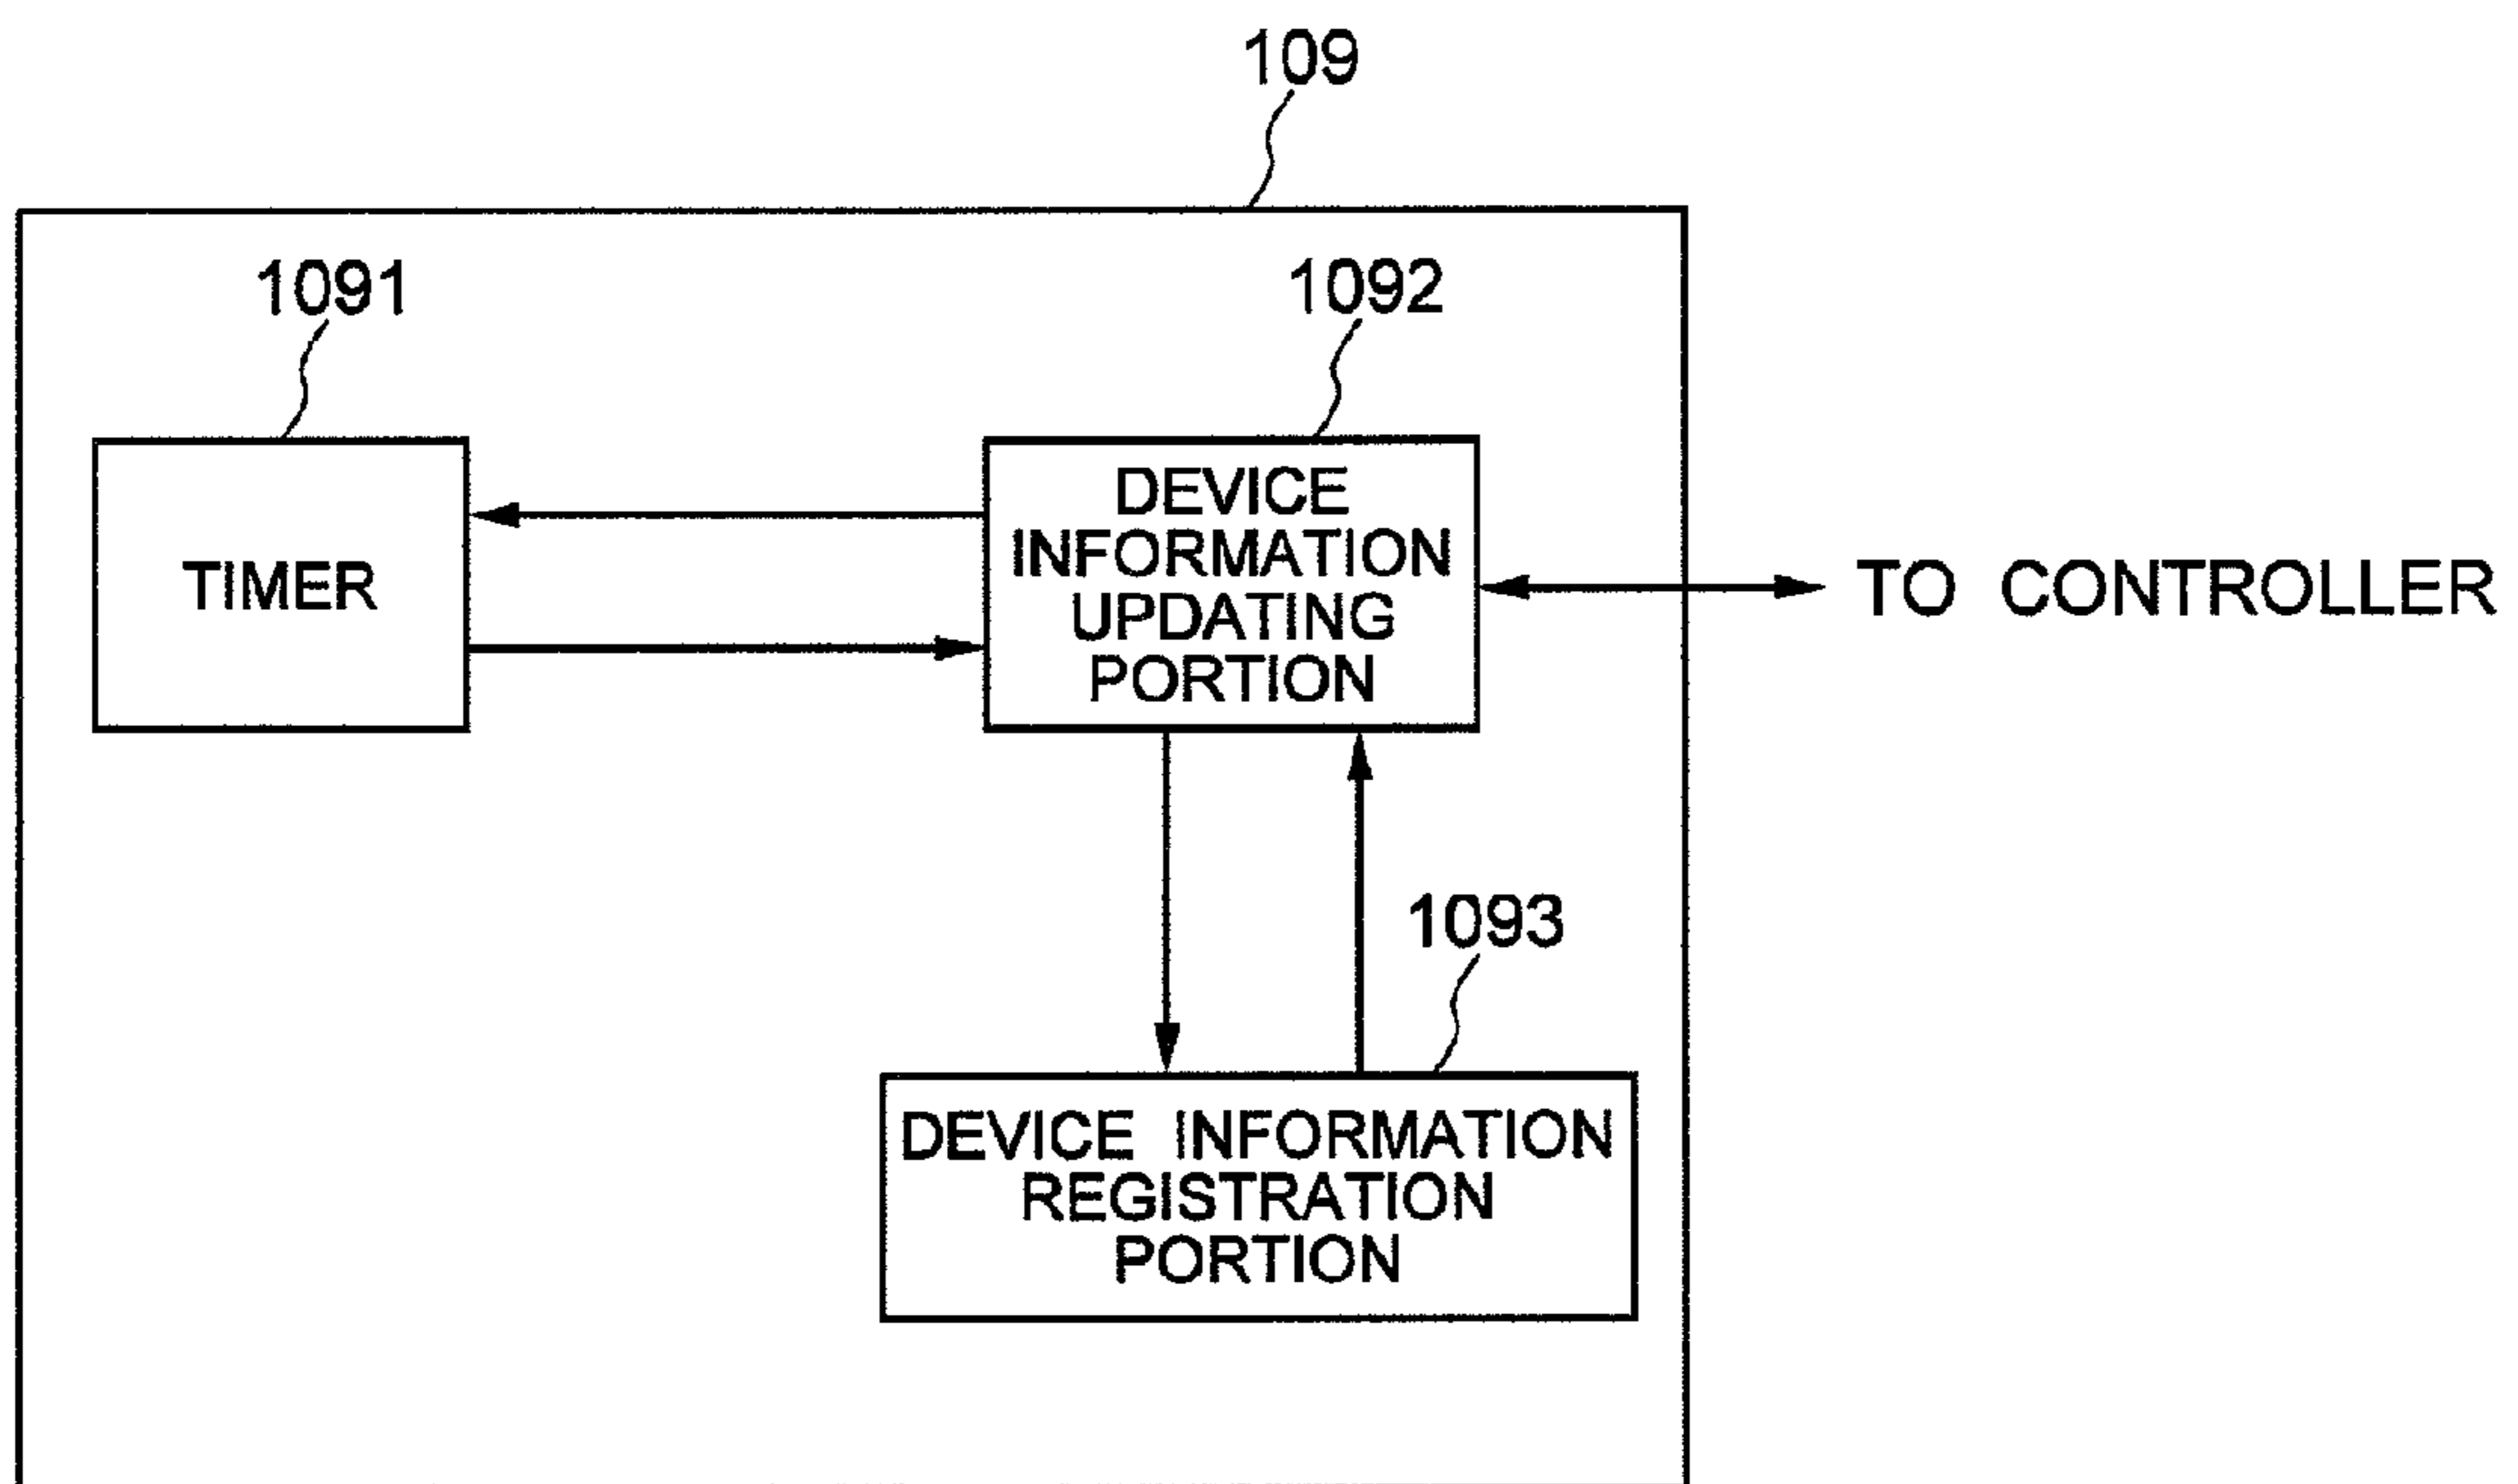 109
1091
1092
TIMER
DEVICE
INFORMATION
UPDATING
PORTION
TO CONTROLLER
1093
DEVICE INFORMATION
REGISTRATION
PORTION